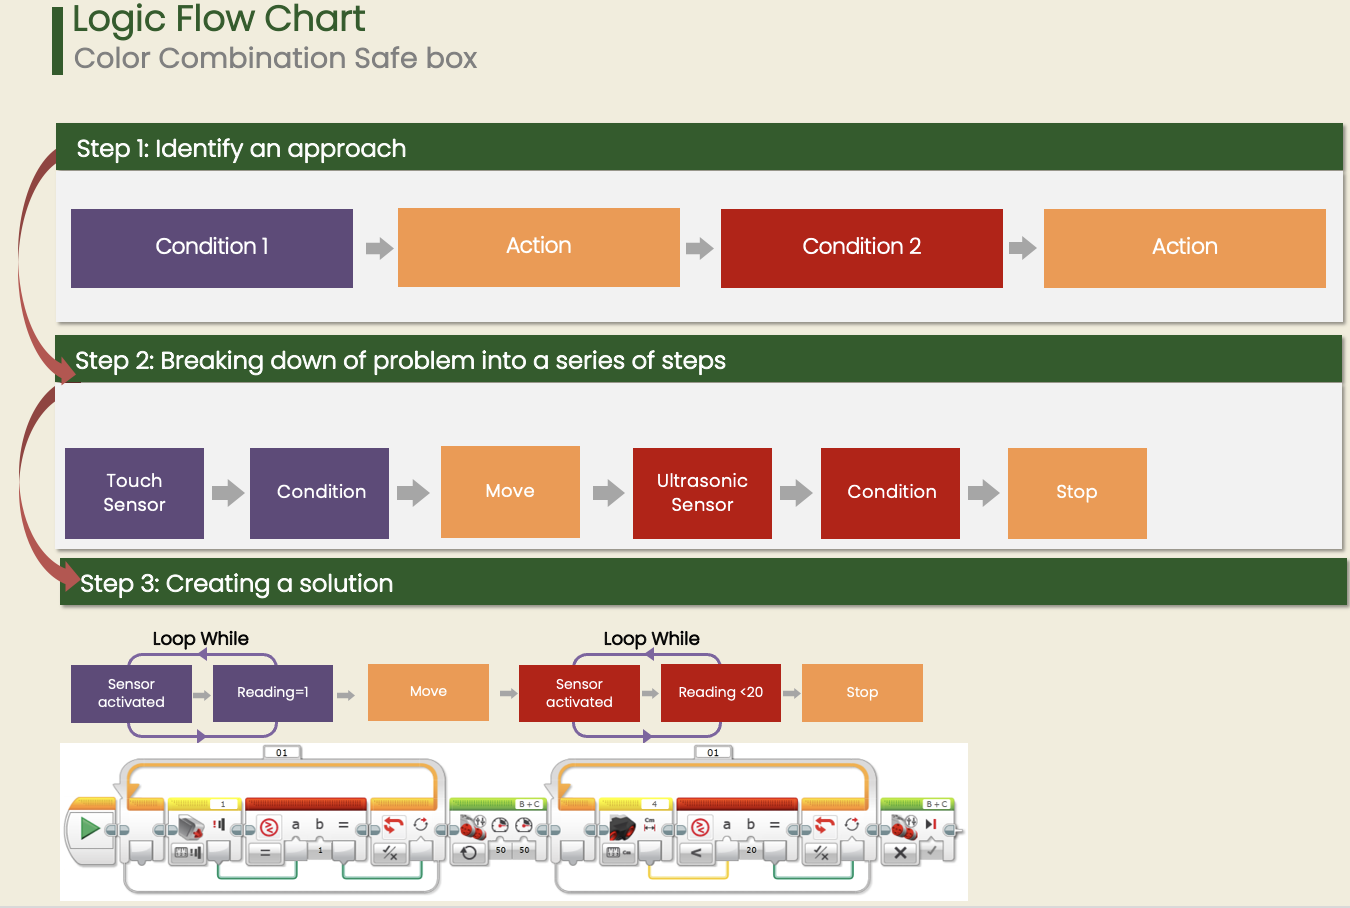 Logic Flow Chart
Color Combination Safe box
Step 1: Identify an approach
Condition 1
Action
Condition 2
Action
Step 2: Breaking down of problem into a series of steps
Touch
Sensor
Condition
Move
Ultrasonic
Sensor
Condition
Stop
Step 3: Creating a solution
Loop While
Loop While
Sensor
activated
Reading=1
Move
Sensor
activated
Reading <20
Stop
01
01
1
B + C
4
B + C
a b =
Cm
a b =
=
1
50 50
Cm
<
20